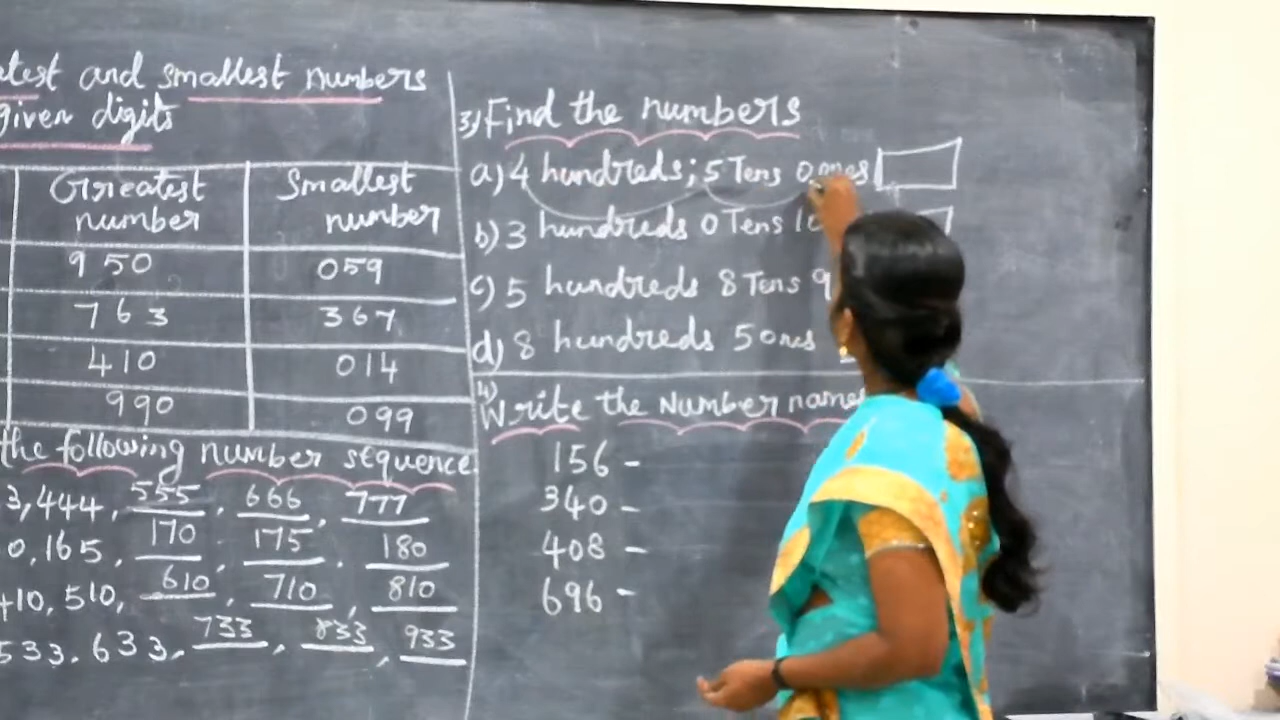 and smallest numbers
given digits
Greatest number
Smallest number
950 059
763 367
410 014
990 099
the following number sequence
3,444, 555, 666, 777
0,165, 170, 175, 180
410, 510, 610, 710, 810
533, 633, 733, 833, 933
3) Find the numbers
a) 4 hundreds; 5 Tens 0 ones
b) 3 hundreds 0 Tens
c) 5 hundreds 8 Tens 9
d) 8 hundreds 5 ones
4) Write the Number names
156 -
340 -
408 -
696 -